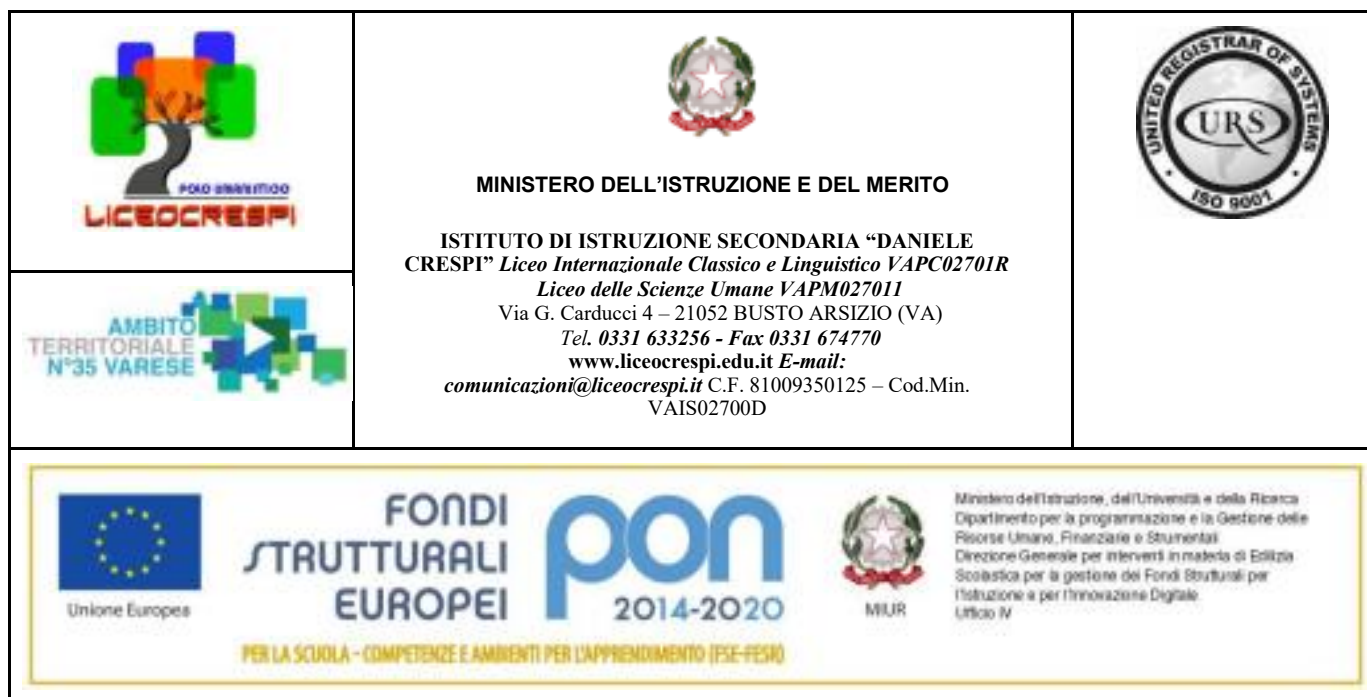 POLO UMANISTICO
LICEOCRESPI
AMBITO
TERRITORIALE
N°35 VARESE
MINISTERO DELL’ISTRUZIONE E DEL MERITO
ISTITUTO DI ISTRUZIONE SECONDARIA “DANIELE
CRESPI” Liceo Internazionale Classico e Linguistico VAPC02701R
Liceo delle Scienze Umane VAPM027011
Via G. Carducci 4 – 21052 BUSTO ARSIZIO (VA)
Tel. 0331 633256 - Fax 0331 674770
www.liceocrespi.edu.it E-mail:
comunicazioni@liceocrespi.it C.F. 81009350125 – Cod.Min.
VAIS02700D
UNITED REGISTRAR OF SYSTEMS
URS
ISO 9001
Unione Europea
FONDI
STRUTTURALI
EUROPEI
pon
2014-2020
PER LA SCUOLA - COMPETENZE E AMBIENTI PER L'APPRENDIMENTO (FSE-FESR)
MIUR
Ministero dell'Istruzione, dell'Università e della Ricerca
Dipartimento per la programmazione e la Gestione delle
Risorse Umane, Finanziarie e Strumentali
Direzione Generale per interventi in materia di Edilizia
Scolastica per la gestione dei Fondi Strutturali per
l'Istruzione e per l'Innovazione Digitale
Ufficio IV